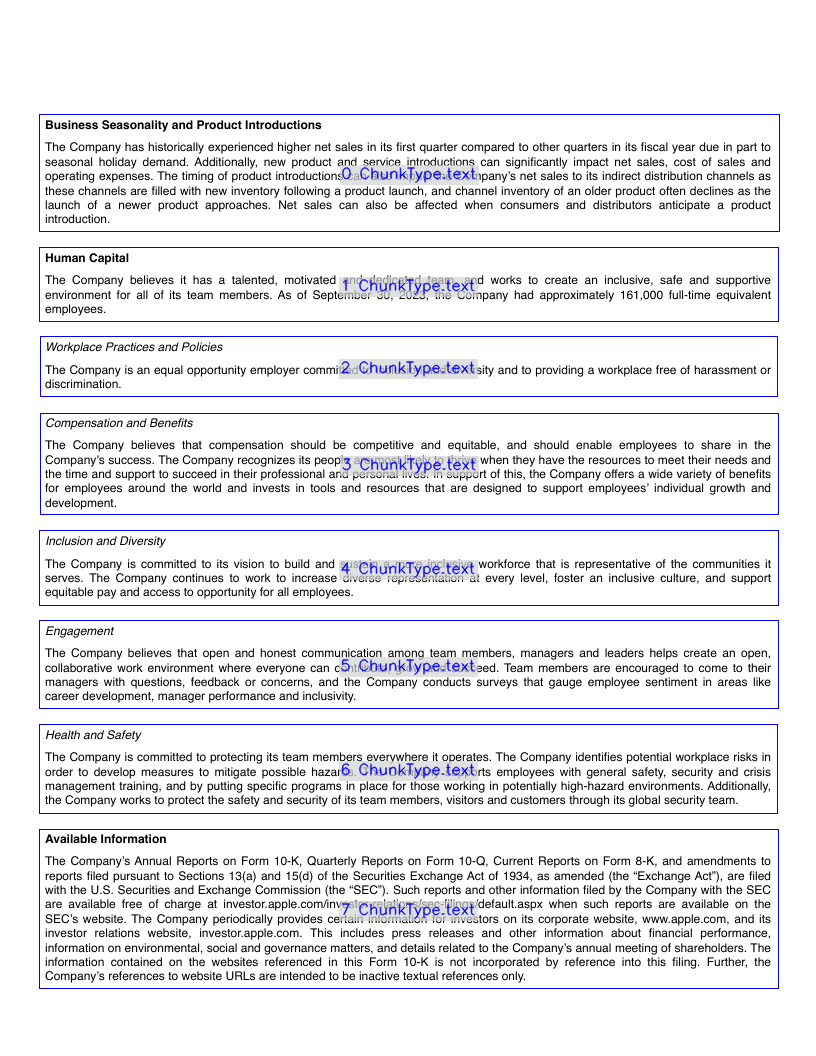 Business Seasonality and Product Introductions
The Company has historically experienced higher net sales in its first quarter compared to other quarters in its fiscal year due in part to
seasonal holiday demand. Additionally, new product and service introductions can significantly impact net sales, cost of sales and
operating expenses. The timing of product introductions 0 ChunkType.text company's net sales to its indirect distribution channels as
these channels are filled with new inventory following a product launch, and channel inventory of an older product often declines as the
launch of a newer product approaches. Net sales can also be affected when consumers and distributors anticipate a product
introduction.
Human Capital
The Company believes it has a talented, motivated and dedicated team, and works to create an inclusive, safe and supportive
1 ChunkType.text
environment for all of its team members. As of September 30, 2023, the Company had approximately 161,000 full-time equivalent
employees.
Workplace Practices and Policies
The Company is an equal opportunity employer committed 2 ChunkType.text diversity and to providing a workplace free of harassment or
discrimination.
Compensation and Benefits
The Company believes that compensation should be competitive and equitable, and should enable employees to share in the
Company's success. The Company recognizes its people 3 ChunkType.text when they have the resources to meet their needs and
the time and support to succeed in their professional and personal lives. In support of this, the Company offers a wide variety of benefits
for employees around the world and invests in tools and resources that are designed to support employees' individual growth and
development.
Inclusion and Diversity
The Company is committed to its vision to build and sustain a more inclusive workforce that is representative of the communities it
4 ChunkType.text
serves. The Company continues to work to increase diverse representation at every level, foster an inclusive culture, and support
equitable pay and access to opportunity for all employees.
Engagement
The Company believes that open and honest communication among team members, managers and leaders helps create an open,
collaborative work environment where everyone can 5 ChunkType.text succeed. Team members are encouraged to come to their
managers with questions, feedback or concerns, and the Company conducts surveys that gauge employee sentiment in areas like
career development, manager performance and inclusivity.
Health and Safety
The Company is committed to protecting its team members everywhere it operates. The Company identifies potential workplace risks in
order to develop measures to mitigate possible hazards. 6 ChunkType.text supports employees with general safety, security and crisis
management training, and by putting specific programs in place for those working in potentially high-hazard environments. Additionally,
the Company works to protect the safety and security of its team members, visitors and customers through its global security team.
Available Information
The Company's Annual Reports on Form 10-K, Quarterly Reports on Form 10-Q, Current Reports on Form 8-K, and amendments to
reports filed pursuant to Sections 13(a) and 15(d) of the Securities Exchange Act of 1934, as amended (the "Exchange Act"), are filed
with the U.S. Securities and Exchange Commission (the "SEC"). Such reports and other information filed by the Company with the SEC
are available free of charge at investor.apple.com/investor-relations/sec-filings/default.aspx when such reports are available on the
7 ChunkType.text
SEC's website. The Company periodically provides certain information for investors on its corporate website, www.apple.com, and its
investor relations website, investor.apple.com. This includes press releases and other information about financial performance,
information on environmental, social and governance matters, and details related to the Company's annual meeting of shareholders. The
information contained on the websites referenced in this Form 10-K is not incorporated by reference into this filing. Further, the
Company's references to website URLs are intended to be inactive textual references only.